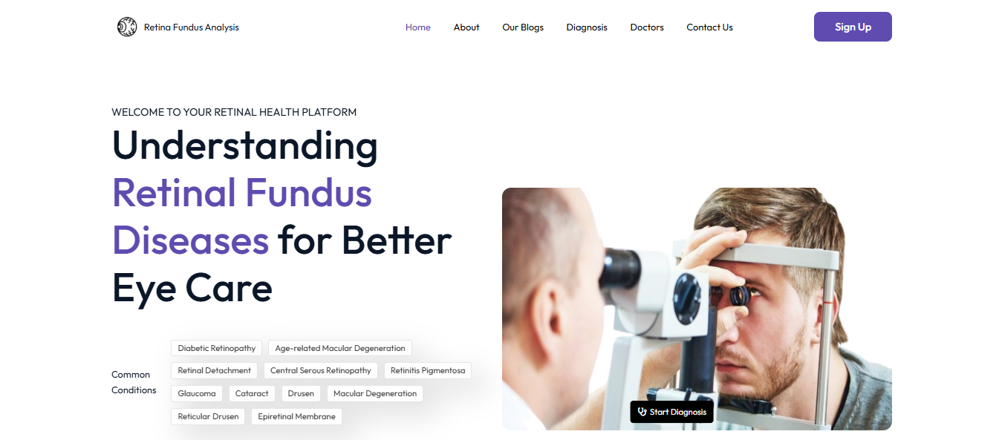 Retina Fundus Analysis
Home
About
Our Blogs
Diagnosis
Doctors
Contact Us
Sign Up
WELCOME TO YOUR RETINAL HEALTH PLATFORM
Understanding
Retinal Fundus
Diseases for Better
Eye Care
Common
Conditions
Diabetic Retinopathy
Age-related Macular Degeneration
Retinal Detachment
Central Serous Retinopathy
Retinitis Pigmentosa
Glaucoma
Cataract
Drusen
Macular Degeneration
Reticular Drusen
Epiretinal Membrane
Start Diagnosis